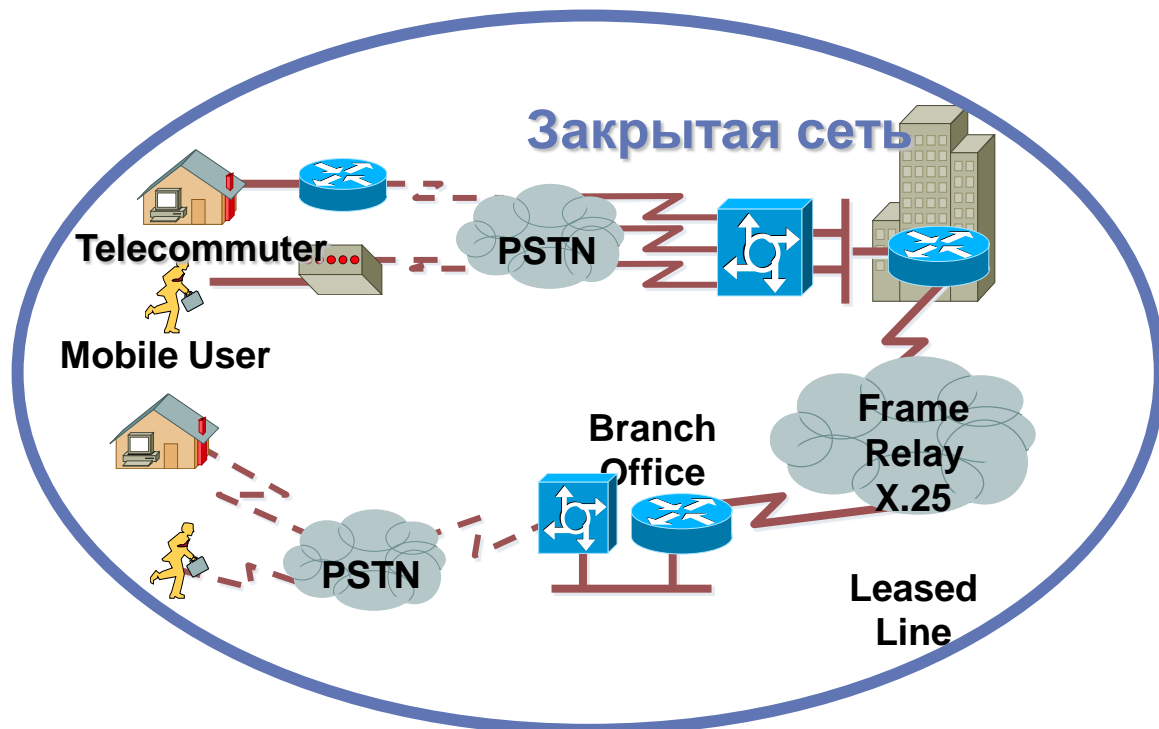 Закрытая сеть
Telecommuter
PSTN
Mobile User
Frame
Relay
X.25
Branch
Office
PSTN
Leased
Line